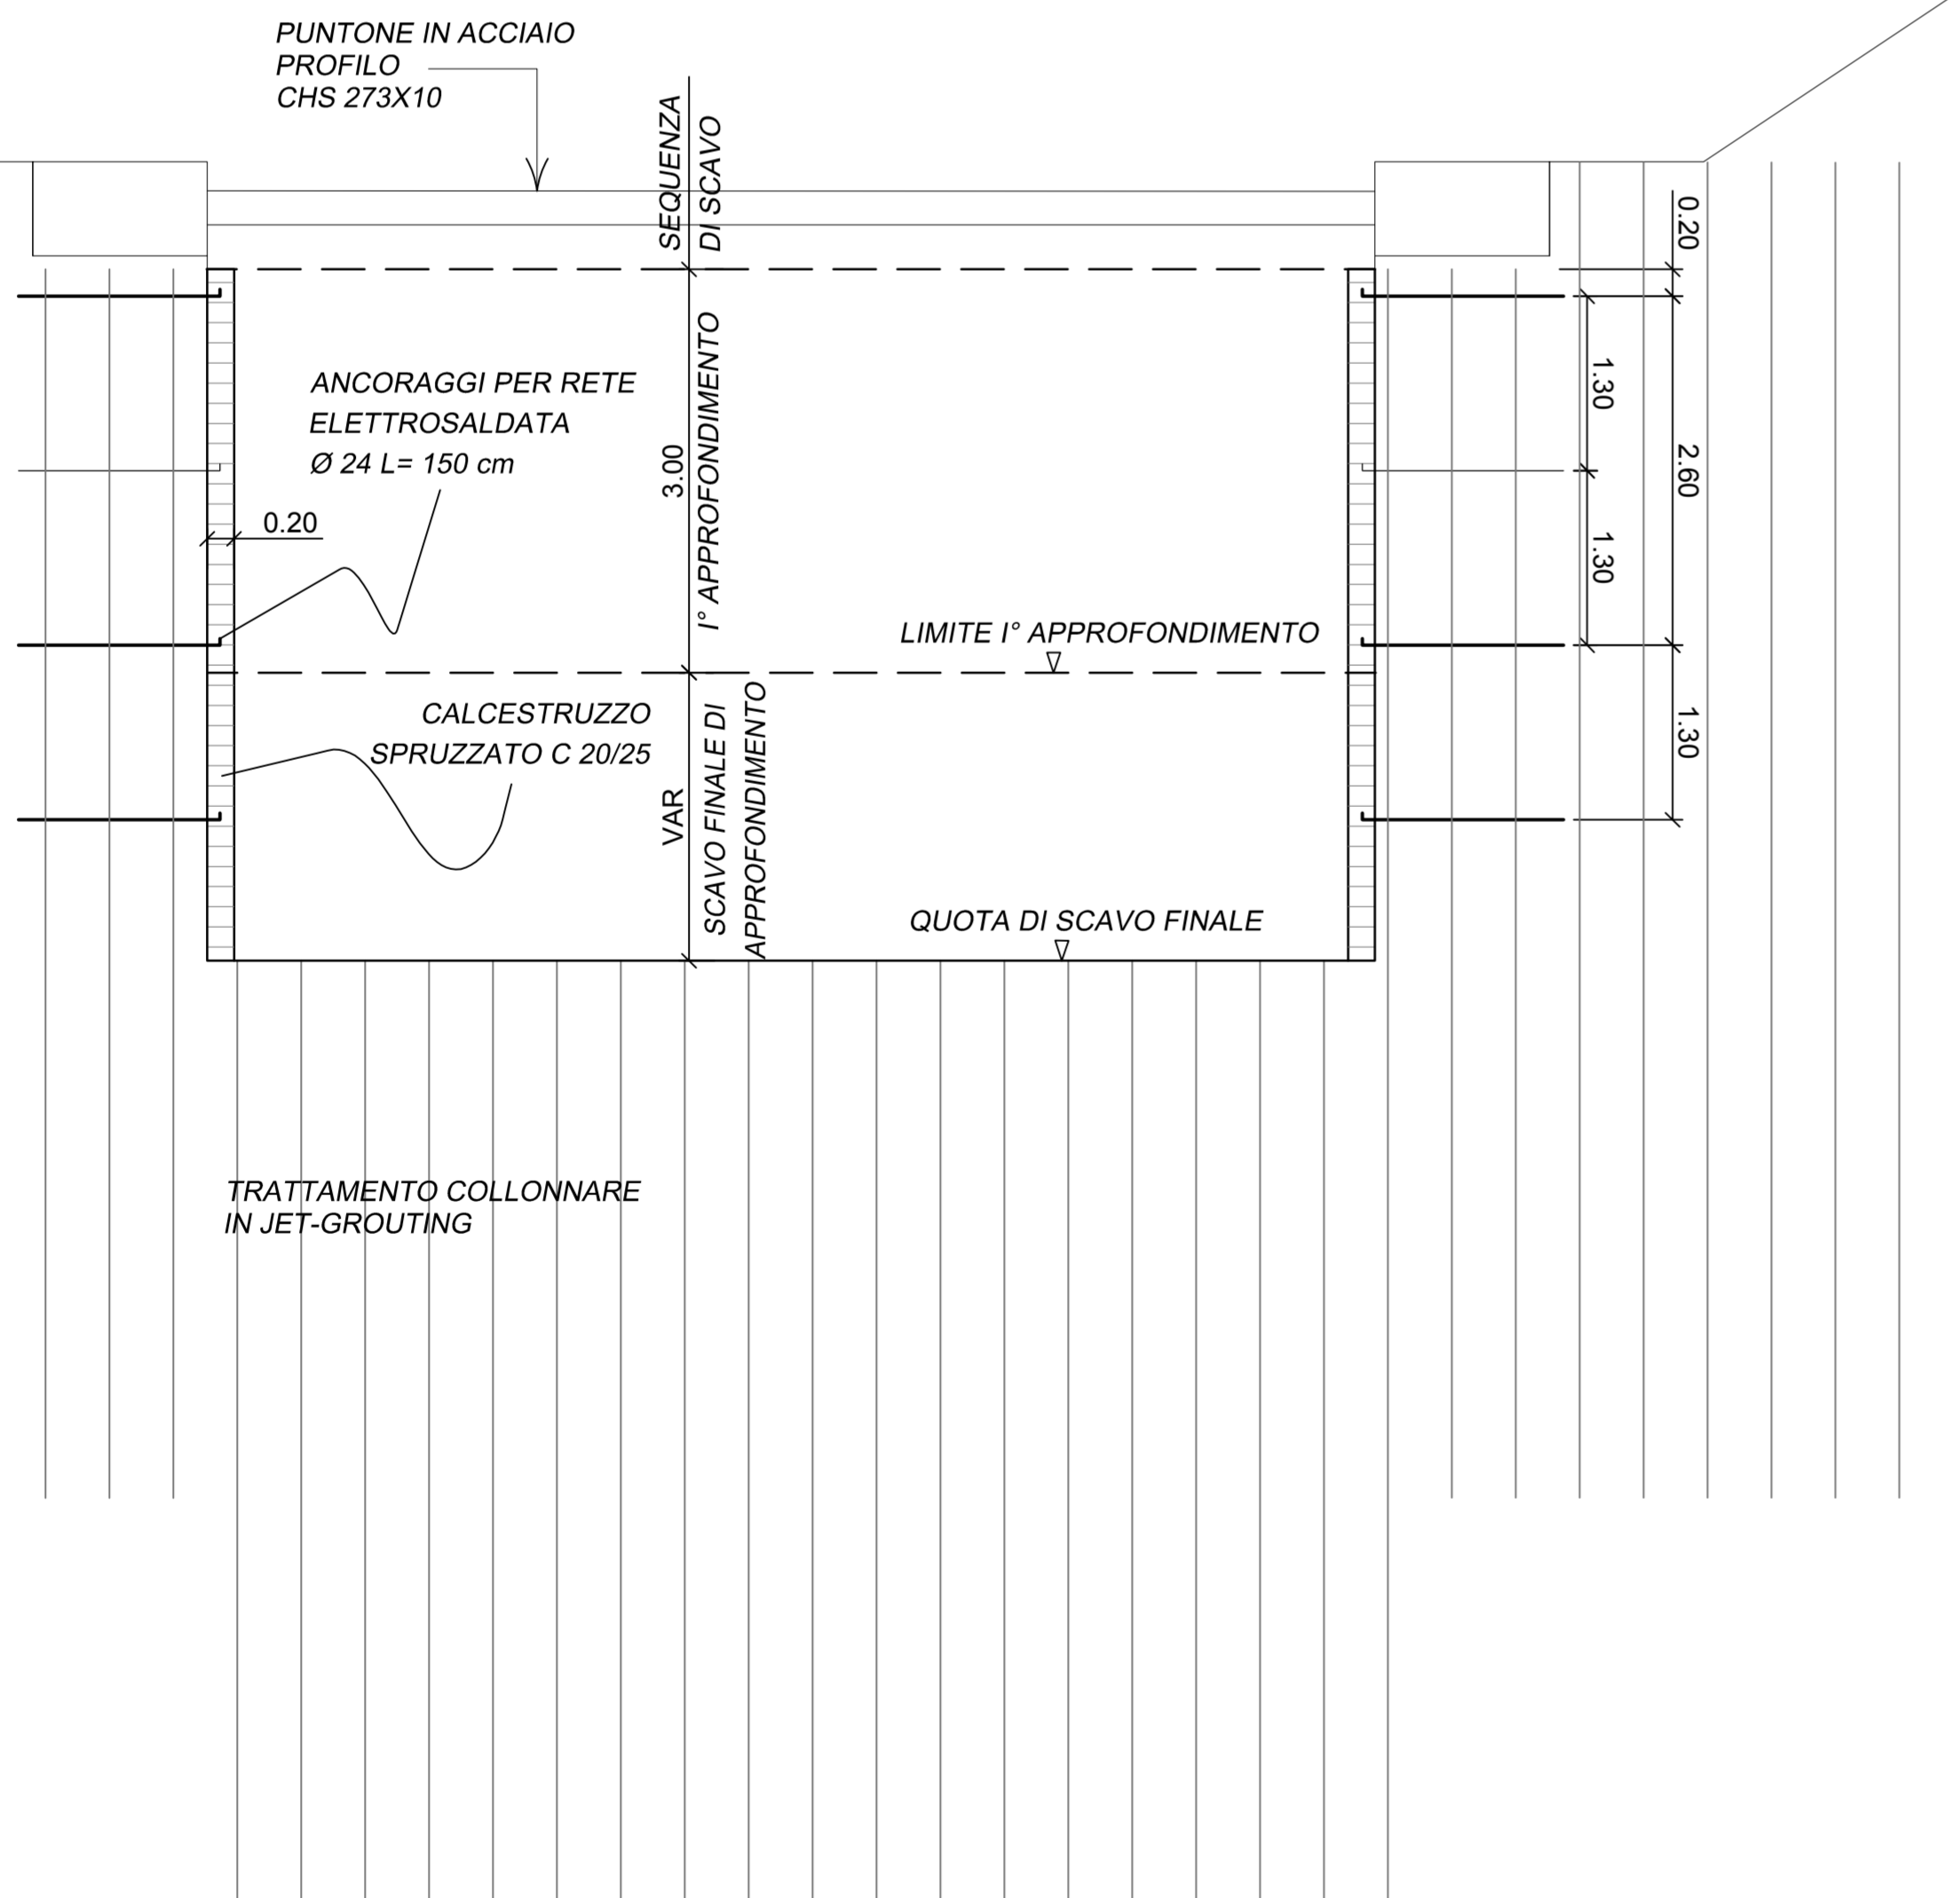 PUNTONE IN ACCIAIO
PROFILO
CHS 273X10
SEQUENZA
DI SCAVO
0.20
ANCORAGGI PER RETE
ELETTROSALDATA
Ø 24 L= 150 cm
0.20
3.00
I° APPROFONDIMENTO
1.30
1.30
2.60
1.30
LIMITE I° APPROFONDIMENTO
CALCESTRUZZO
SPRUZZATO C 20/25
VAR
SCAVO FINALE DI
APPROFONDIMENTO
QUOTA DI SCAVO FINALE
TRATTAMENTO COLLONNARE
IN JET-GROUTING